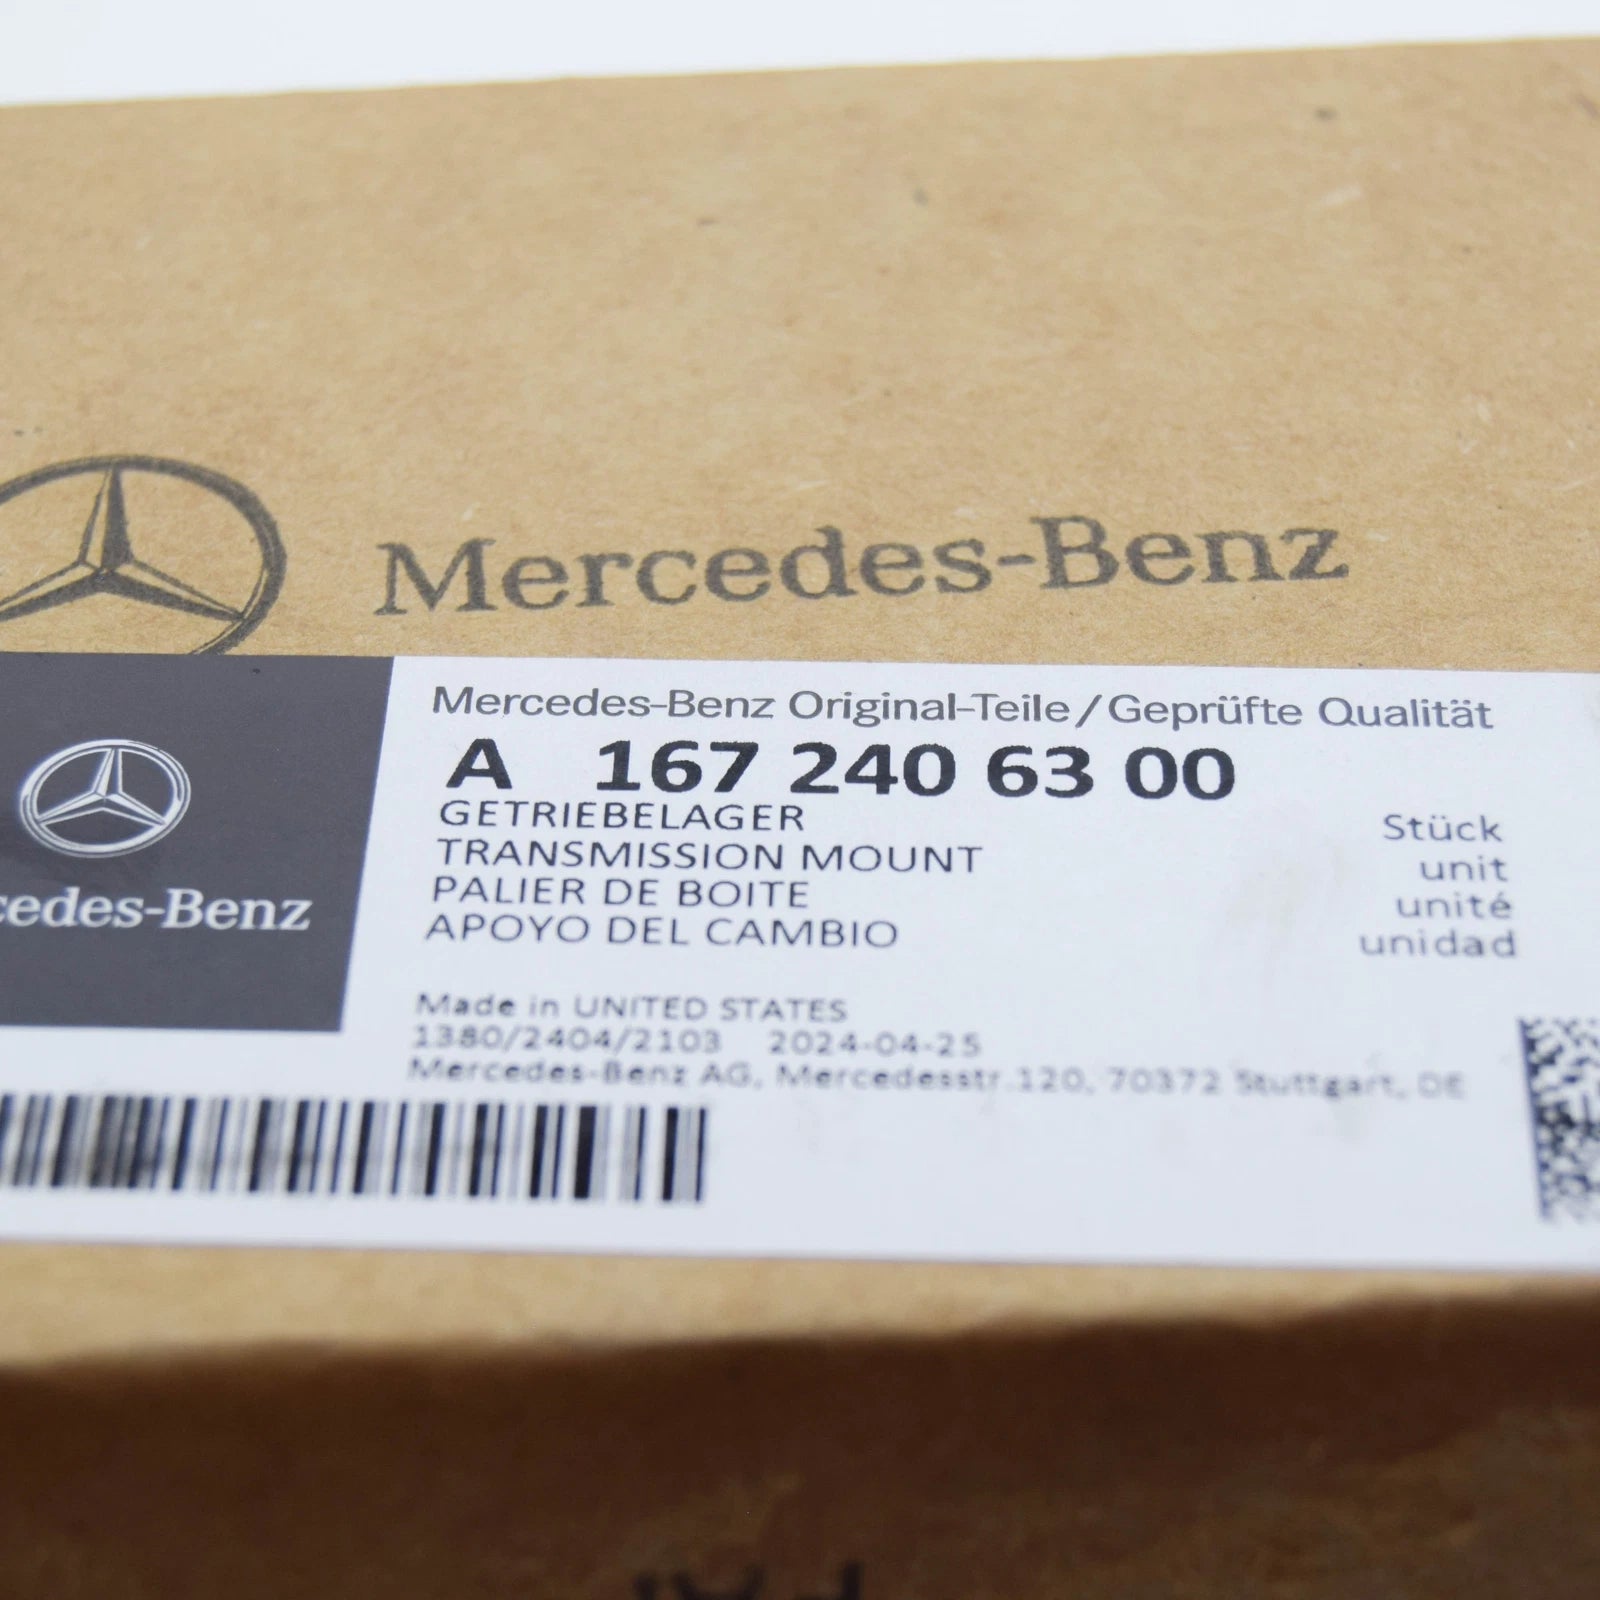 Mercedes-Benz
Mercedes-Benz Original-Teile/Geprüfte Qualität
A 167 240 63 00
GETRIEBELAGER
TRANSMISSION MOUNT
PALIER DE BOITE
APOYO DEL CAMBIO
Stück
unit
unité
unidad
cedes-Benz
Made in UNITED STATES
1380/2404/2103 2024-04-25
Mercedes-Benz AG, Mercedesstr.120, 70372 Stuttgart, DE